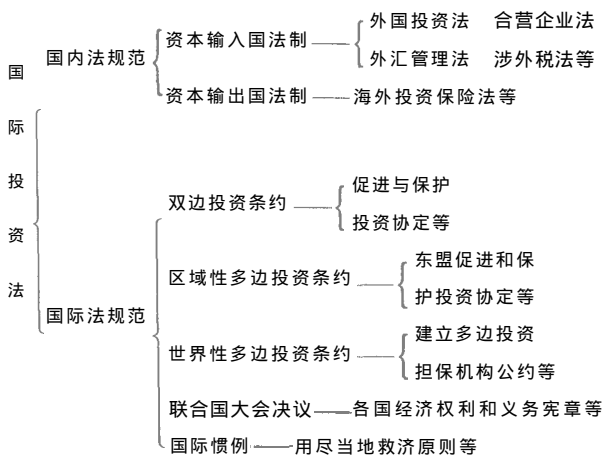 国际投资法
国内法规范
资本输入国法制
外国投资法 合营企业法
外汇管理法 涉外税法等
资本输出国法制
海外投资保险法等
国际法规范
双边投资条约
促进与保护
投资协定等
区域性多边投资条约
东盟促进和保
护投资协定等
世界性多边投资条约
建立多边投资
担保机构公约等
联合国大会决议
各国经济权利和义务宪章等
国际惯例
用尽当地救济原则等